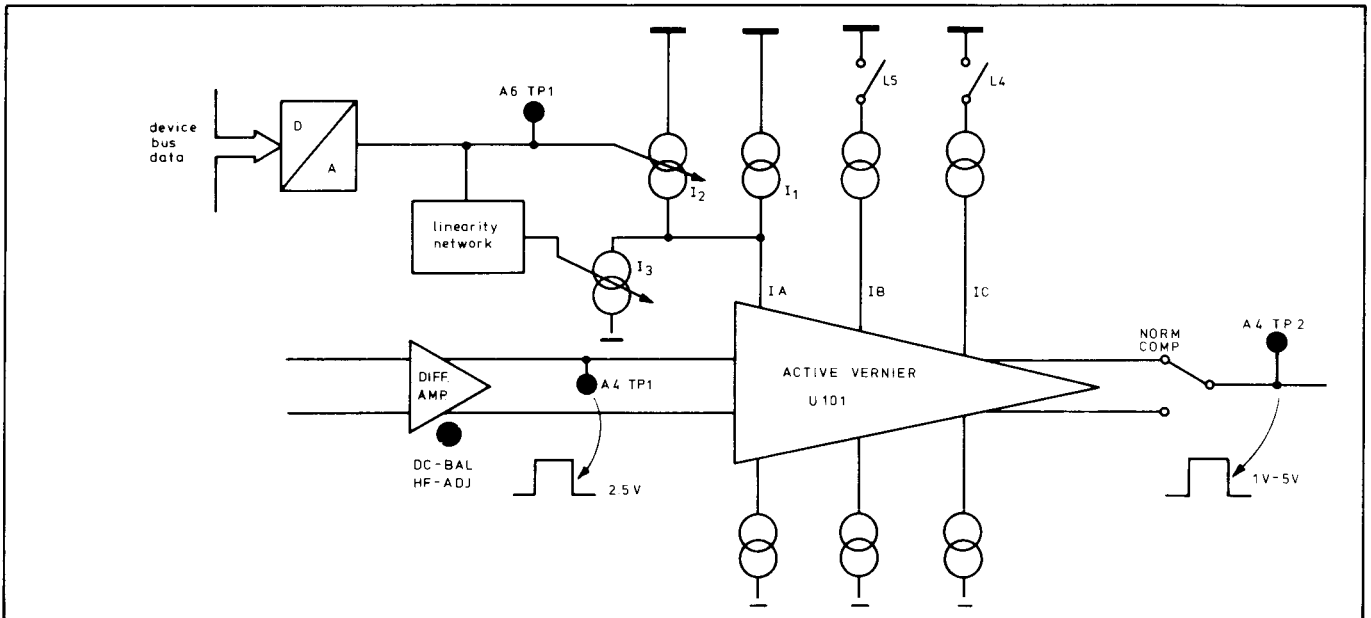 L5
L4
A6 TP1
device
bus
data
D
A
I2
I1
linearity
network
I3
IA
IB
IC
A4 TP2
NORM
COMP
DIFF.
AMP.
A4 TP1
ACTIVE VERNIER
U101
DC-BAL
HF-ADJ
2.5V
1V-5V